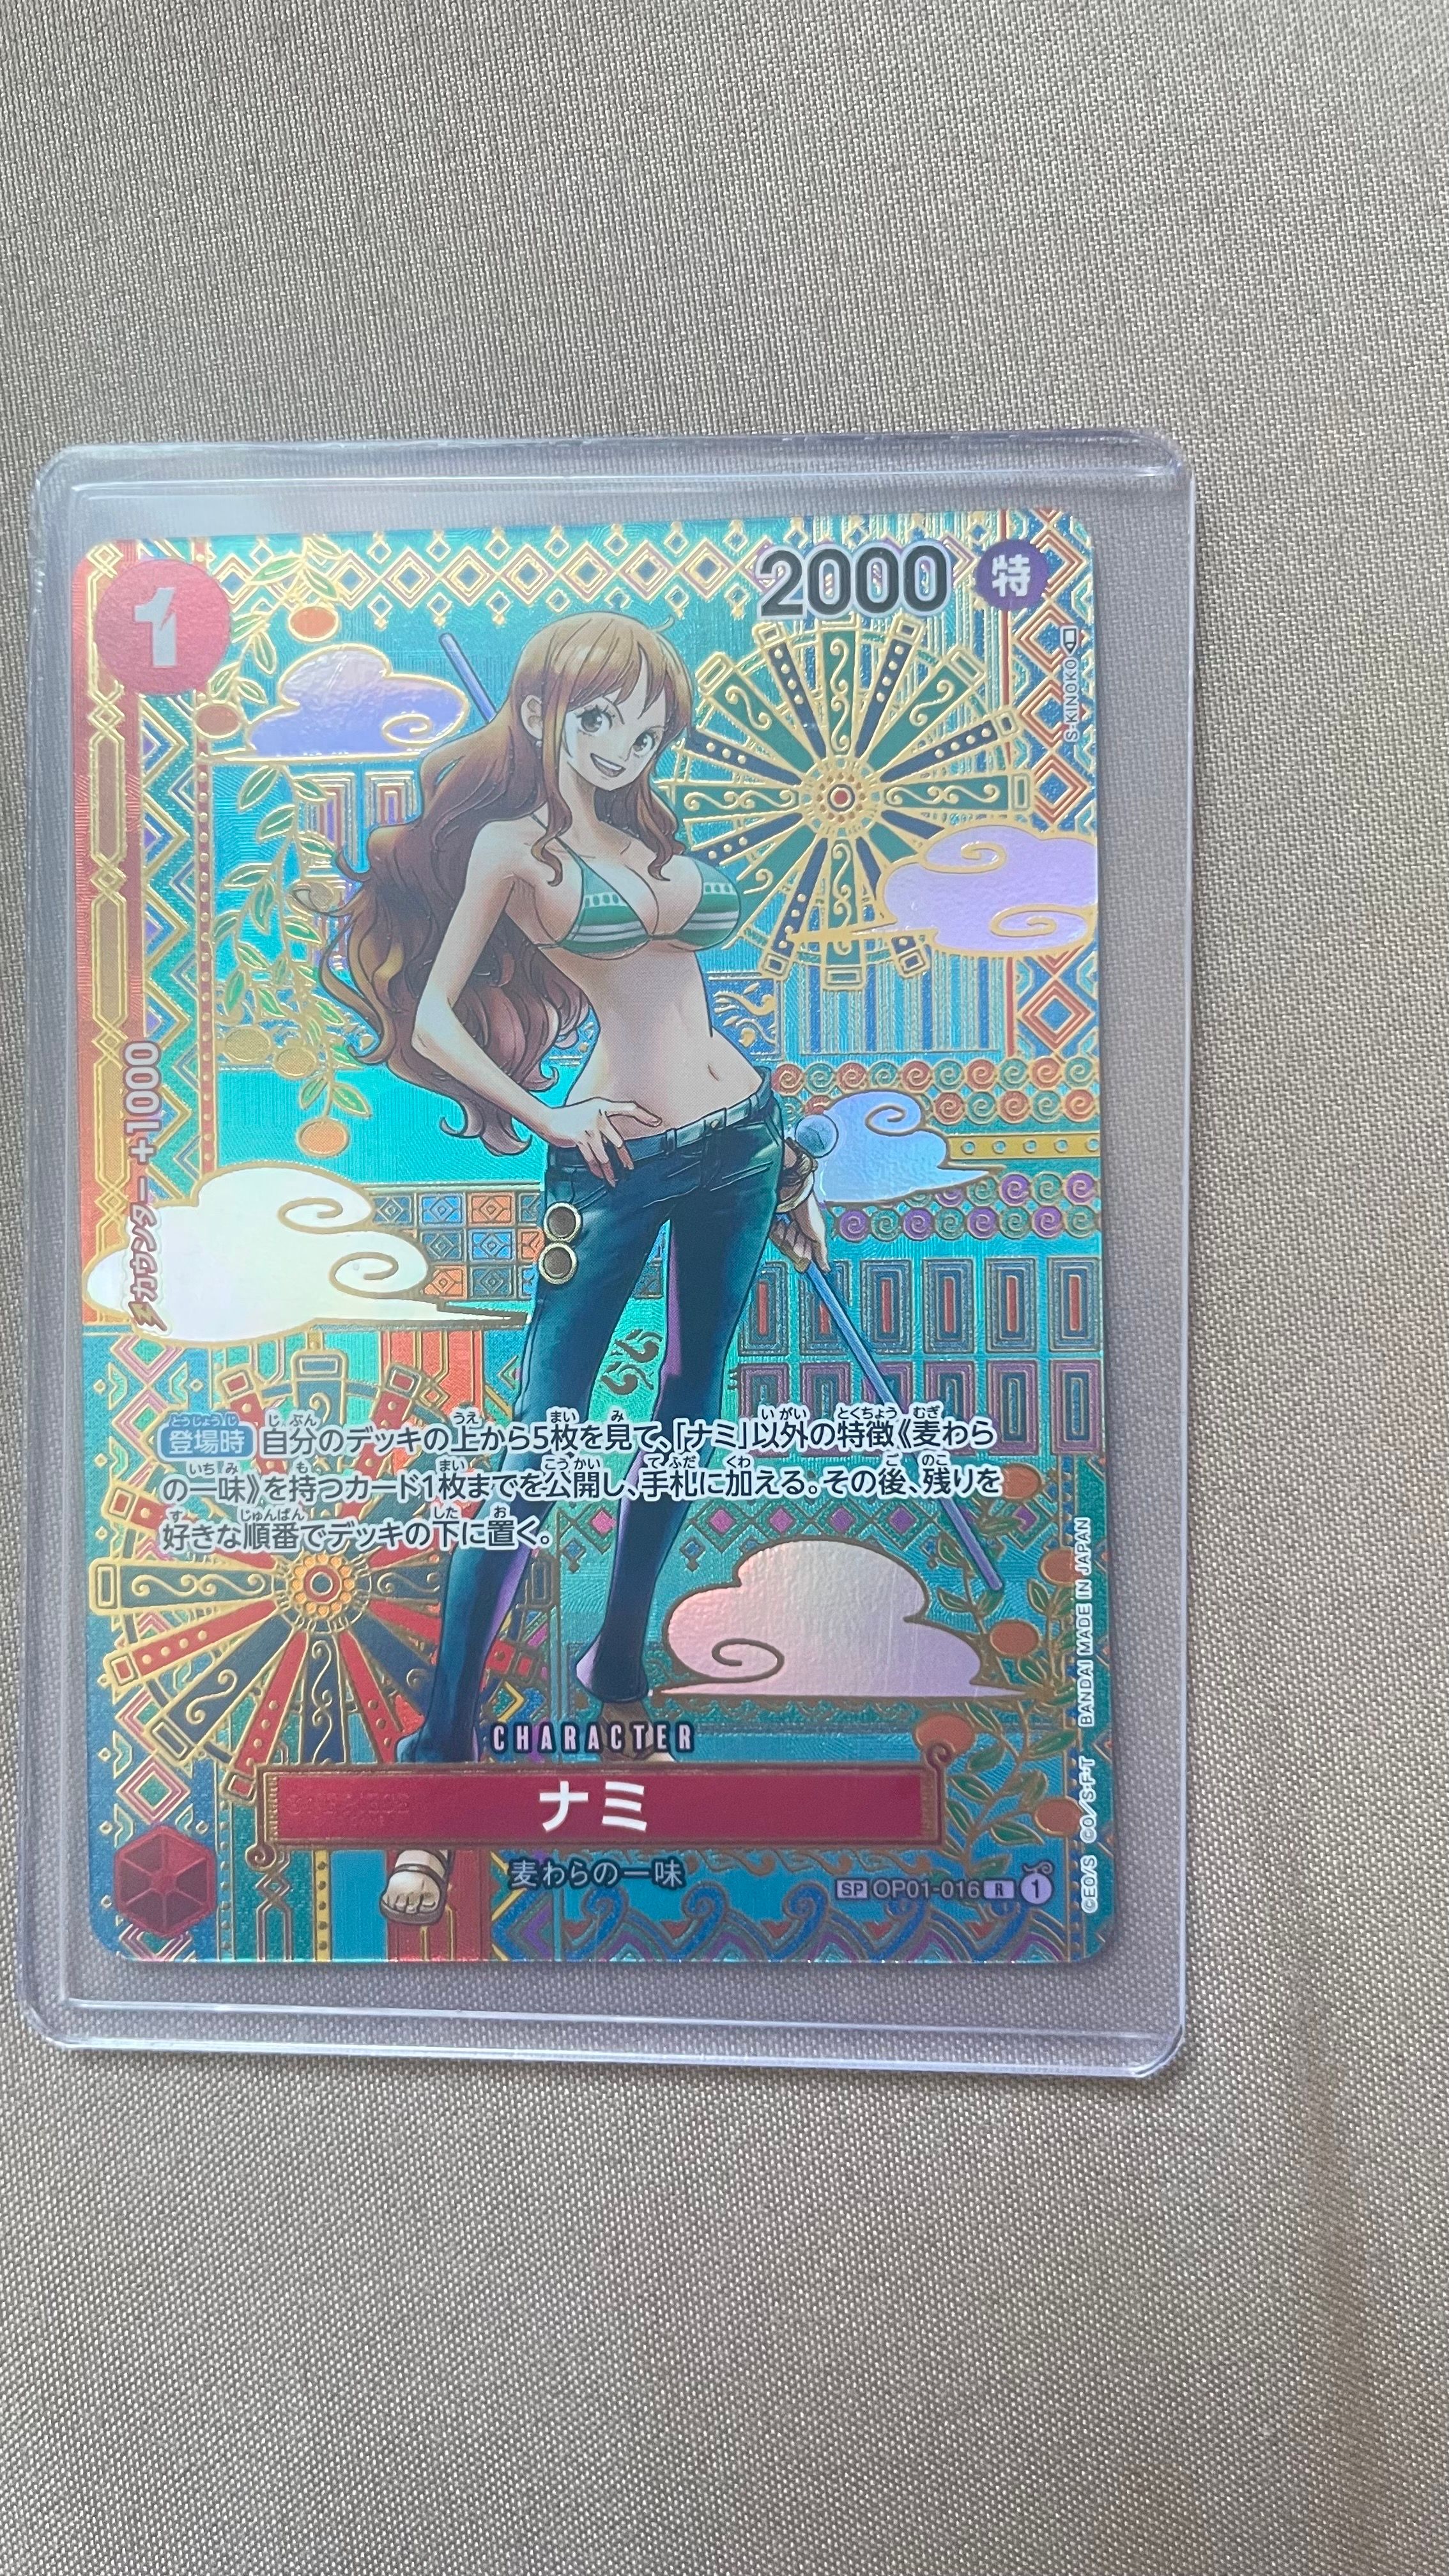 1
2000
特
S-KINOKO
カウンター +1000
登場時 自分のデッキの上から5枚を見て、「ナミ」以外の特徴《麦わら
の一味》を持つカード1枚までを公開し、手札に加える。その後、残りを
好きな順番でデッキの下に置く。
CHARACTER
ナミ
麦わらの一味
SP OP01-016 R 1
©EO/S ©O/S・F・T BANDAI MADE IN JAPAN